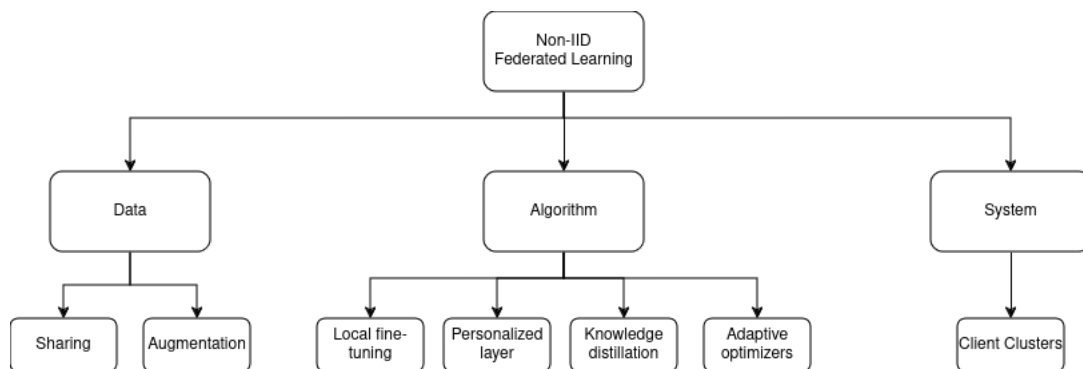 Non-IID
Federated Learning
Data
Algorithm
System
Sharing
Augmentation
Local fine-
tuning
Personalized
layer
Knowledge
distillation
Adaptive
optimizers
Client Clusters